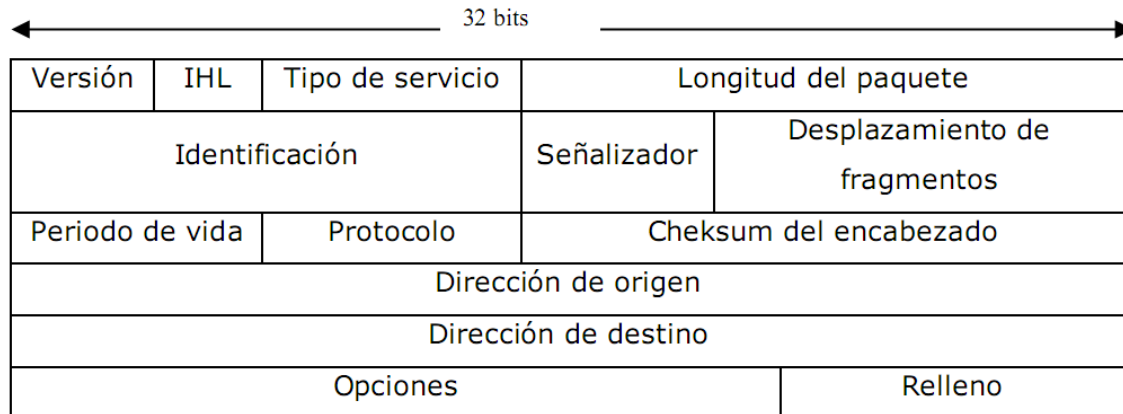 32 bits
Versión IHL Tipo de servicio Longitud del paquete
Identificación Señalizador Desplazamiento de
fragmentos
Periodo de vida Protocolo Cheksum del encabezado
Dirección de origen
Dirección de destino
Opciones Relleno